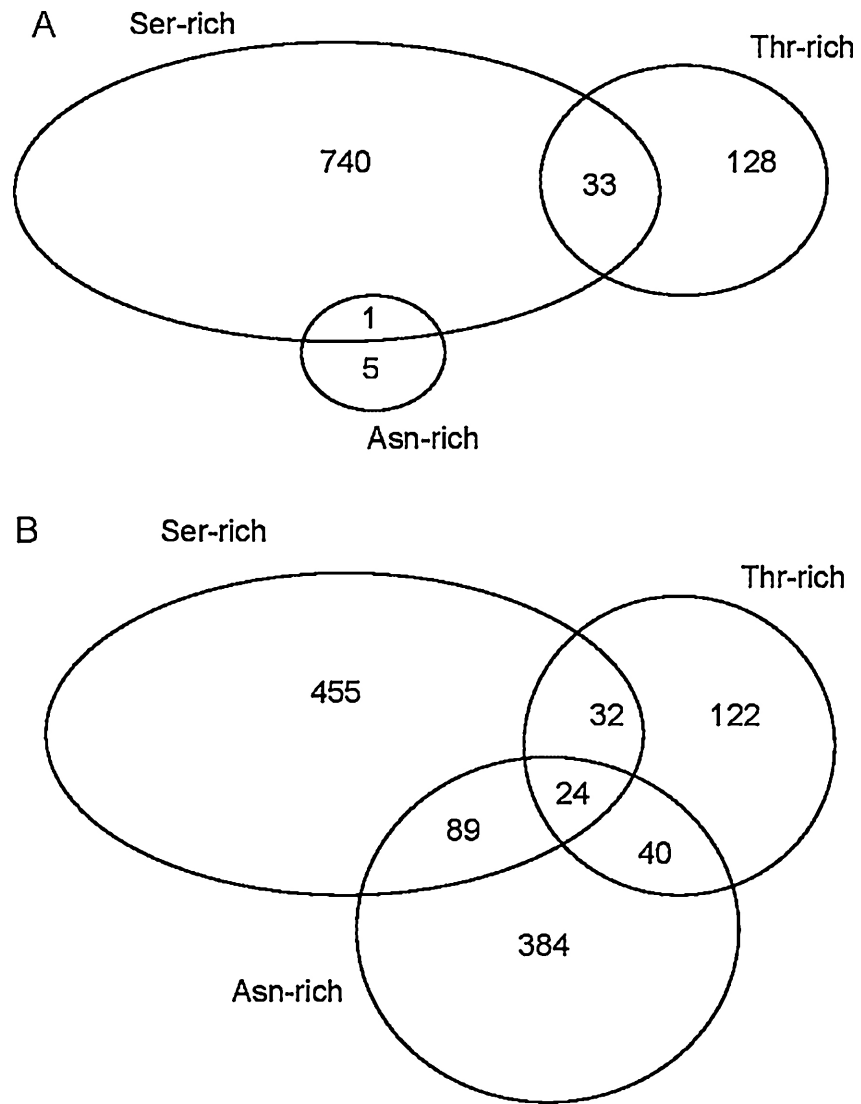 A
Ser-rich
Thr-rich
740
33
128
1
5
Asn-rich
B
Ser-rich
Thr-rich
455
32
122
24
89
40
384
Asn-rich